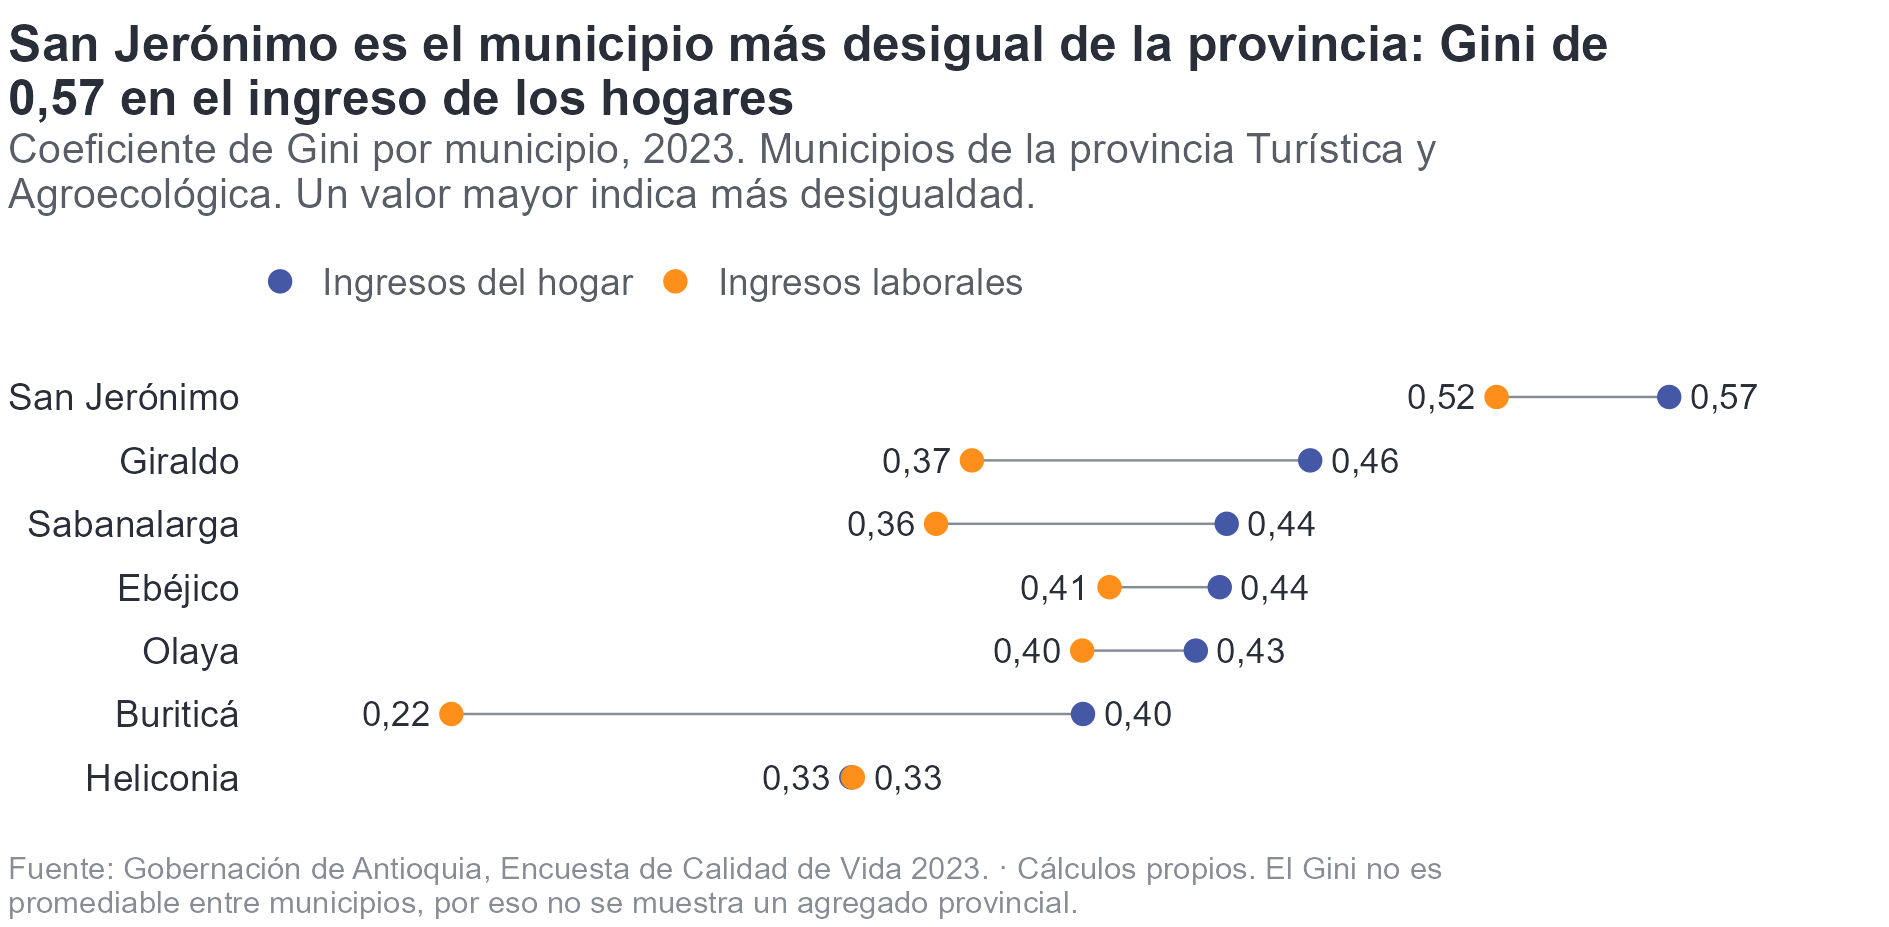 San Jerónimo es el municipio más desigual de la provincia: Gini de
0,57 en el ingreso de los hogares
Coeficiente de Gini por municipio, 2023. Municipios de la provincia Turística y
Agroecológica. Un valor mayor indica más desigualdad.
Ingresos del hogar Ingresos laborales
San Jerónimo 0,52 0,57
Giraldo 0,37 0,46
Sabanalarga 0,36 0,44
Ebéjico 0,41 0,44
Olaya 0,40 0,43
Buriticá 0,22 0,40
Heliconia 0,33 0,33
Fuente: Gobernación de Antioquia, Encuesta de Calidad de Vida 2023. · Cálculos propios. El Gini no es
promediable entre municipios, por eso no se muestra un agregado provincial.